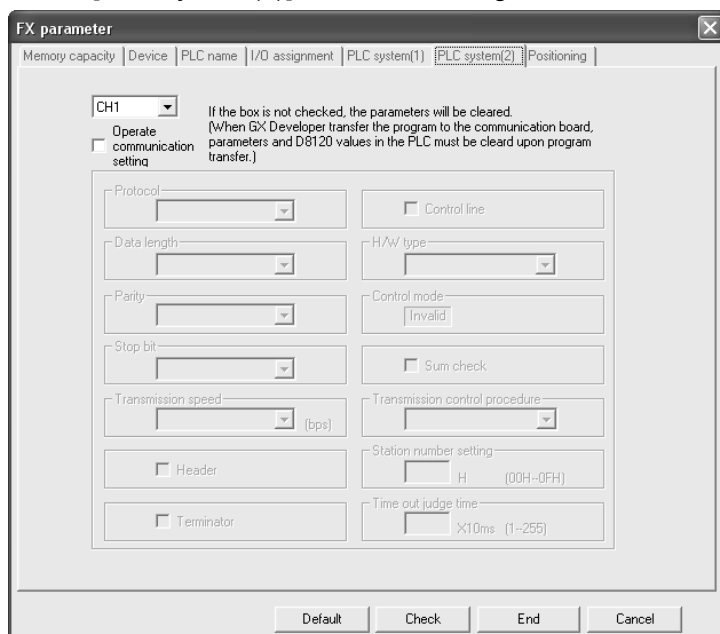 FX parameter
Memory capacity Device PLC name I/O assignment PLC system(1) PLC system(2) Positioning
CH1
If the box is not checked, the parameters will be cleared.
(When GX Developer transfer the program to the communication board,
parameters and D8120 values in the PLC must be cleard upon program
transfer.)
Operate
communication
setting
Protocol
Control line
Data length
H/W type
Parity
Control mode
Invalid
Stop bit
Sum check
Transmission speed
(bps)
Transmission control procedure
Header
Station number setting
H (00H--0FH)
Terminator
Time out judge time
X10ms (1--255)
Default Check End Cancel